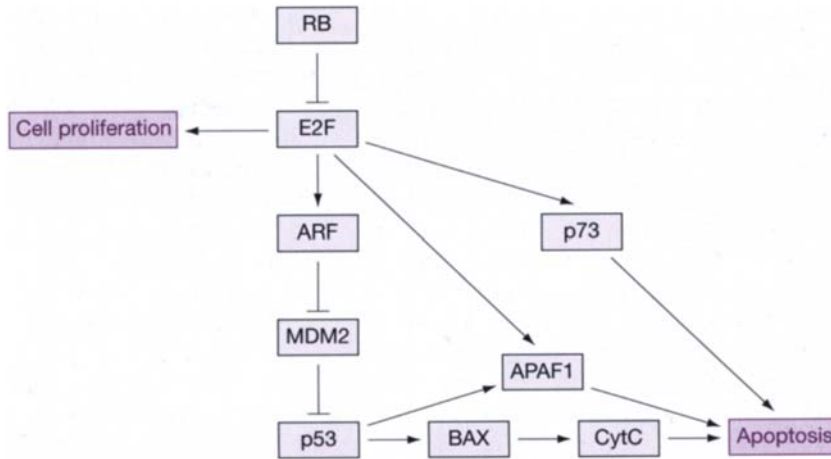 RB
Cell proliferation
E2F
ARF
p73
MDM2
APAF1
p53
BAX
CytC
Apoptosis